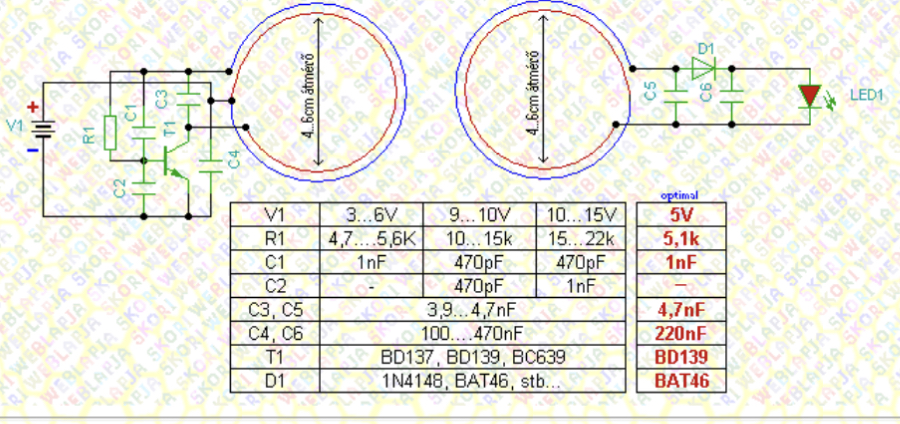 4..6cm átmérő
4..6cm átmérő
D1
C5
C6
LED1
+
V1
-
R1
C1
C3
T1
C2
C4
optimal
V1 3...6V 9...10V 10...15V 5V
R1 4,7....5,6K 10...15k 15...22k 5,1k
C1 1nF 470pF 470pF 1nF
C2 - 470pF 1nF –
C3, C5 3,9...4,7nF 4,7nF
C4, C6 100....470nF 220nF
T1 BD137, BD139, BC639 BD139
D1 1N4148, BAT46, stb... BAT46
SKORI WEBLAPJA